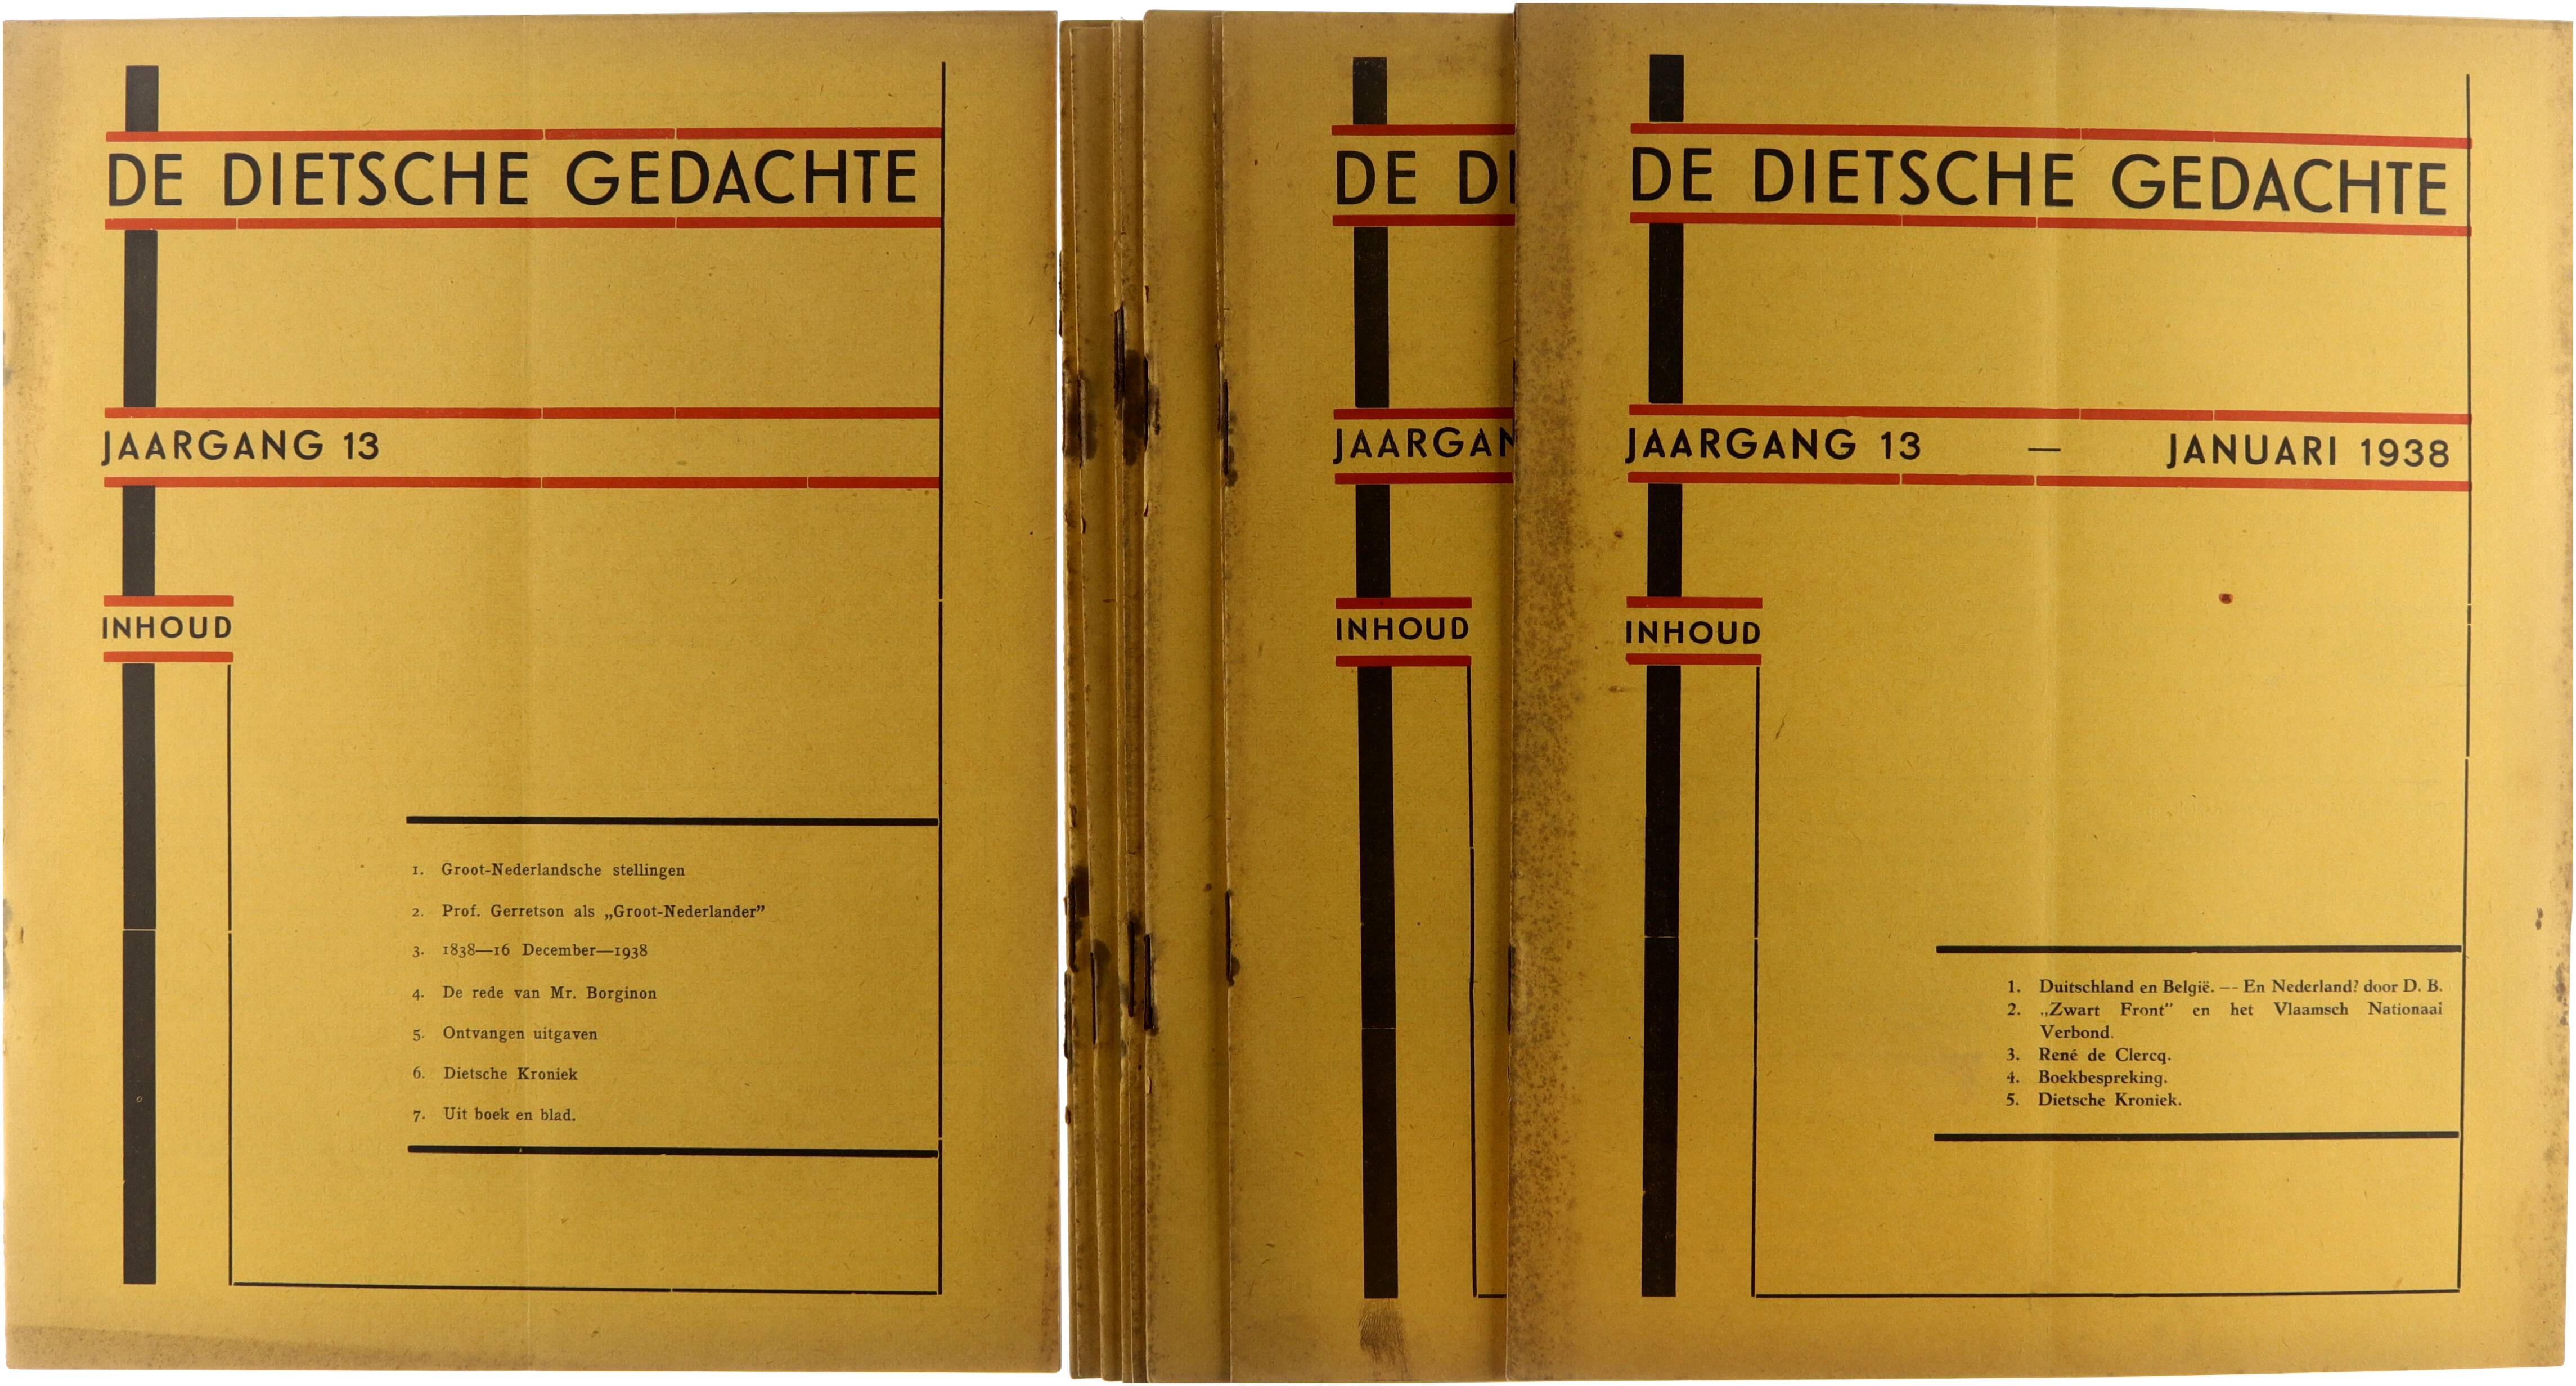 DE DIETSCHE GEDACHTE
JAARGANG 13
INHOUD
1. Groot-Nederlandsche stellingen
2. Prof. Gerretson als „Groot-Nederlander”
3. 1838—16 December—1938
4. De rede van Mr. Borginon
5. Ontvangen uitgaven
6. Dietsche Kroniek
7. Uit boek en blad.
DE DI
JAARGAN
INHOUD
DE DIETSCHE GEDACHTE
JAARGANG 13 — JANUARI 1938
INHOUD
1. Duitschland en België. — En Nederland? door D. B.
2. „Zwart Front” en het Vlaamsch Nationaai
Verbond.
3. René de Clercq.
4. Boekbespreking.
5. Dietsche Kroniek.